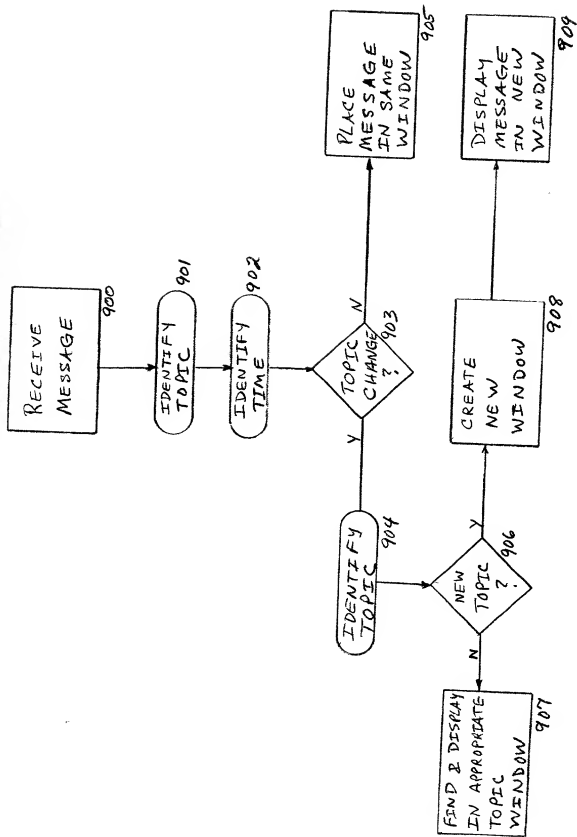 RECEIVE
MESSAGE
900
IDENTIFY
TOPIC
901
IDENTIFY
TIME
902
TOPIC
CHANGE
?
903
N
PLACE
MESSAGE
IN SAME
WINDOW
905
Y
IDENTIFY
TOPIC
904
NEW
TOPIC
?
906
N
FIND & DISPLAY
IN APPROPRIATE
TOPIC
WINDOW
907
Y
CREATE
NEW
WINDOW
908
DISPLAY
MESSAGE
IN NEW
WINDOW
909